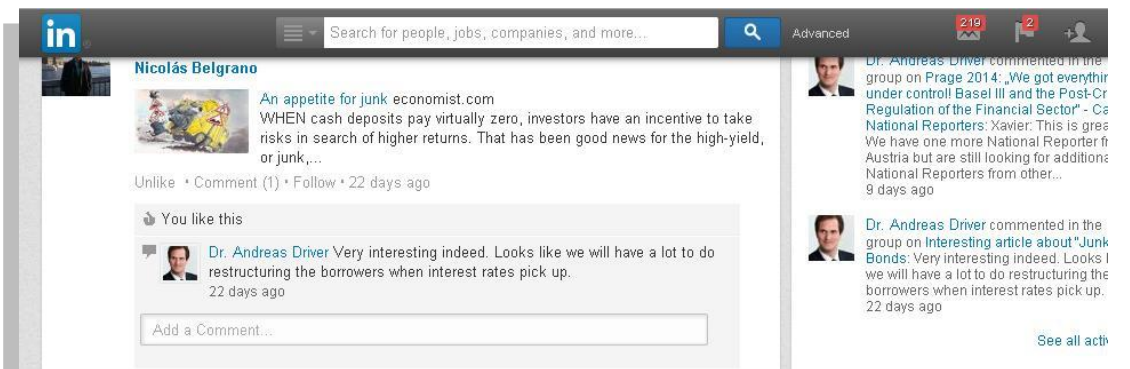 in
Search for people, jobs, companies, and more...
Advanced
219
2
Nicolás Belgrano
An appetite for junk economist.com
WHEN cash deposits pay virtually zero, investors have an incentive to take
risks in search of higher returns. That has been good news for the high-yield,
or junk,...
Unlike • Comment (1) • Follow • 22 days ago
You like this
Dr. Andreas Driver Very interesting indeed. Looks like we will have a lot to do
restructuring the borrowers when interest rates pick up.
22 days ago
Add a Comment...
Dr. Andreas Driver commented in the
group on Prage 2014: „We got everythin
under control! Basel III and the Post-Cr
Regulation of the Financial Sector" - Ca
National Reporters: Xavier: This is grea
We have one more National Reporter fr
Austria but are still looking for additiona
National Reporters from other...
9 days ago
Dr. Andreas Driver commented in the
group on Interesting article about "Junk
Bonds: Very interesting indeed. Looks l
we will have a lot to do restructuring the
borrowers when interest rates pick up.
22 days ago
See all activ